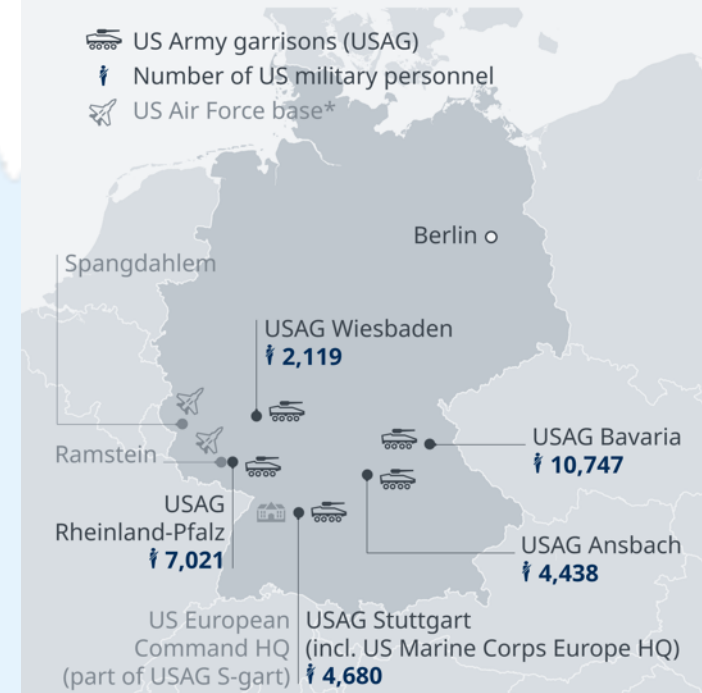 US Army garrisons (USAG)
Number of US military personnel
US Air Force base*
Berlin
Spangdahlem
USAG Wiesbaden
2,119
Ramstein
USAG Bavaria
10,747
USAG
Rheinland-Pfalz
7,021
USAG Ansbach
4,438
US European
Command HQ
(part of USAG S-gart)
USAG Stuttgart
(incl. US Marine Corps Europe HQ)
4,680